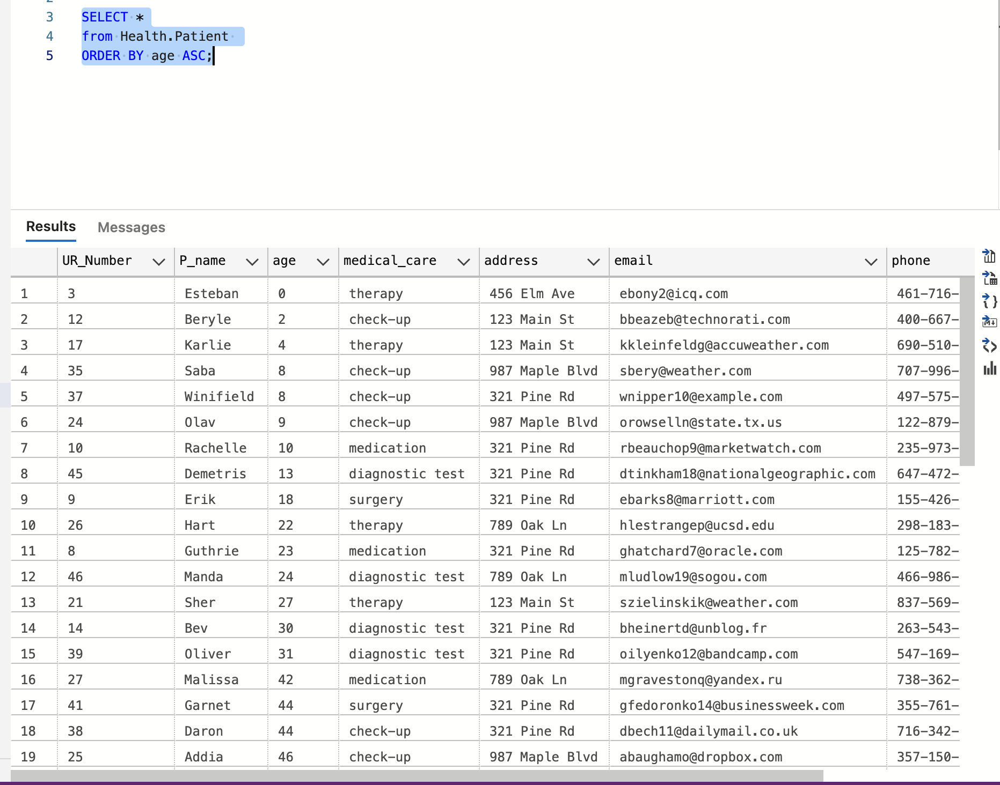 3 SELECT *
4 from Health.Patient
5 ORDER BY age ASC;
Results Messages
UR_Number P_name age medical_care address email phone
1 3 Esteban 0 therapy 456 Elm Ave ebony2@icq.com 461-716-
2 12 Beryle 2 check-up 123 Main St bbeazeb@technorati.com 400-667-
3 17 Karlie 4 therapy 123 Main St kkleinfeldg@accuweather.com 690-510-
4 35 Saba 8 check-up 987 Maple Blvd sbery@weather.com 707-996-
5 37 Winifield 8 check-up 321 Pine Rd wnipper10@example.com 497-575-
6 24 Olav 9 check-up 987 Maple Blvd orowselln@state.tx.us 122-879-
7 10 Rachelle 10 medication 321 Pine Rd rbeauchop9@marketwatch.com 235-973-
8 45 Demetris 13 diagnostic test 321 Pine Rd dtinkham18@nationalgeographic.com 647-472-
9 9 Erik 18 surgery 321 Pine Rd ebarks8@marriott.com 155-426-
10 26 Hart 22 therapy 789 Oak Ln hlestrangep@ucsd.edu 298-183-
11 8 Guthrie 23 medication 321 Pine Rd ghatchard7@oracle.com 125-782-
12 46 Manda 24 diagnostic test 789 Oak Ln mludlow19@sogou.com 466-986-
13 21 Sher 27 therapy 123 Main St szielinskik@weather.com 837-569-
14 14 Bev 30 diagnostic test 321 Pine Rd bheinertd@unblog.fr 263-543-
15 39 Oliver 31 diagnostic test 321 Pine Rd oilyenko12@bandcamp.com 547-169-
16 27 Malissa 42 medication 789 Oak Ln mgravestonq@yandex.ru 738-362-
17 41 Garnet 44 surgery 321 Pine Rd gfedoronko14@businessweek.com 355-761-
18 38 Daron 44 check-up 321 Pine Rd dbech11@dailymail.co.uk 716-342-
19 25 Addia 46 check-up 987 Maple Blvd abaughamo@dropbox.com 357-150-